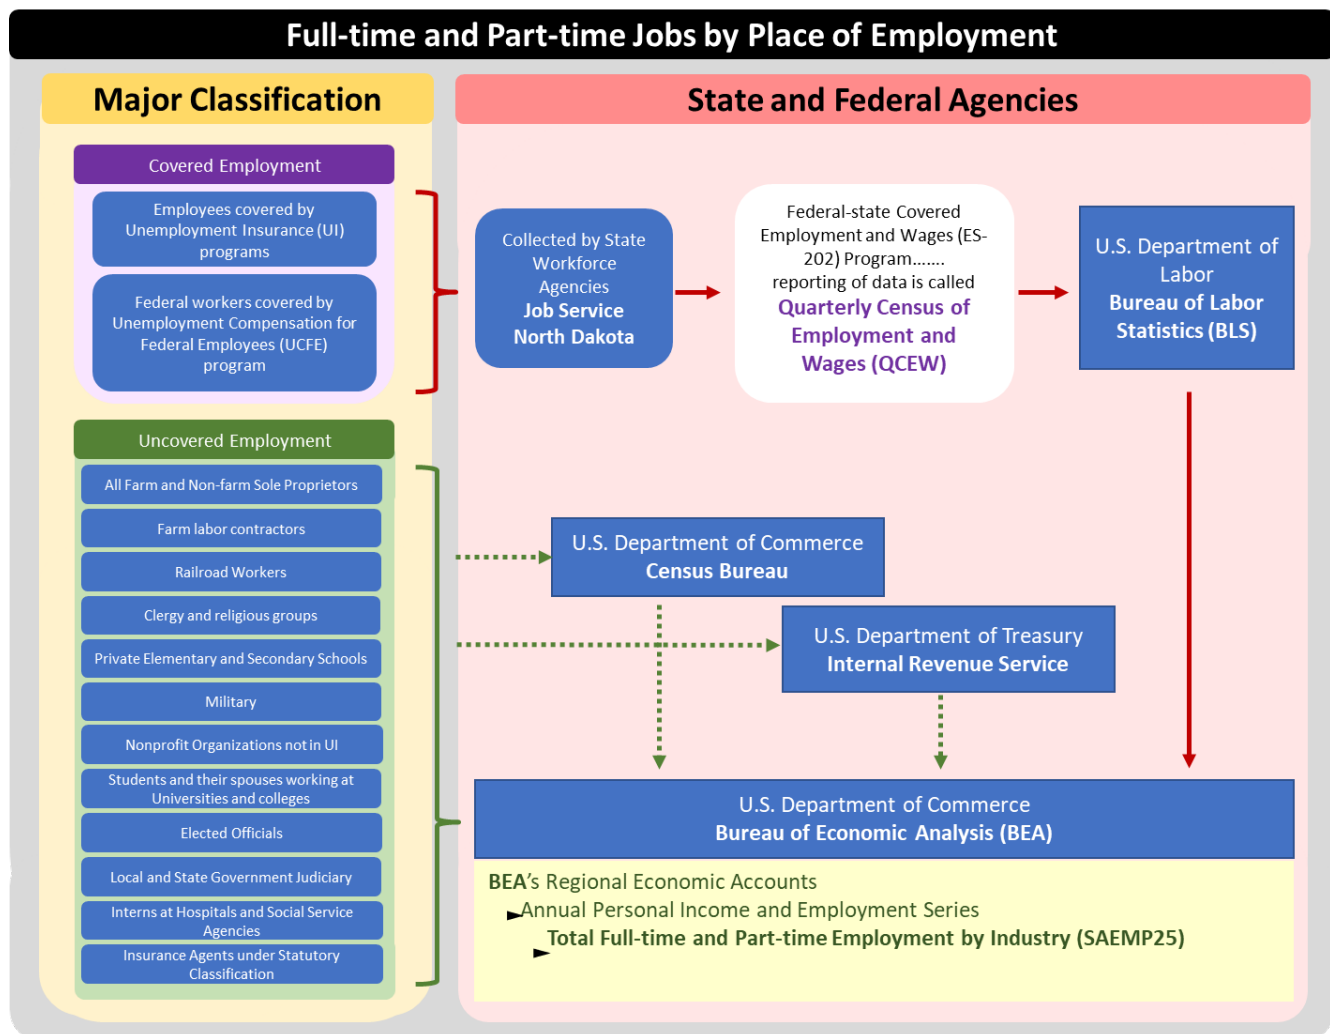 Full-time and Part-time Jobs by Place of Employment
Major Classification
Covered Employment
Employees covered by
Unemployment Insurance (UI)
programs
Federal workers covered by
Unemployment Compensation for
Federal Employees (UCFE)
program
Uncovered Employment
All Farm and Non-farm Sole Proprietors
Farm labor contractors
Railroad Workers
Clergy and religious groups
Private Elementary and Secondary Schools
Military
Nonprofit Organizations not in UI
Students and their spouses working at
Universities and colleges
Elected Officials
Local and State Government Judiciary
Interns at Hospitals and Social Service
Agencies
Insurance Agents under Statutory
Classification
State and Federal Agencies
Collected by State
Workforce
Agencies
Job Service
North Dakota
Federal-state Covered
Employment and Wages (ES-
202) Program.......
reporting of data is called
Quarterly Census of
Employment and
Wages (QCEW)
U.S. Department of
Labor
Bureau of Labor
Statistics (BLS)
U.S. Department of Commerce
Census Bureau
U.S. Department of Treasury
Internal Revenue Service
U.S. Department of Commerce
Bureau of Economic Analysis (BEA)
BEA's Regional Economic Accounts
Annual Personal Income and Employment Series
Total Full-time and Part-time Employment by Industry (SAEMP25)